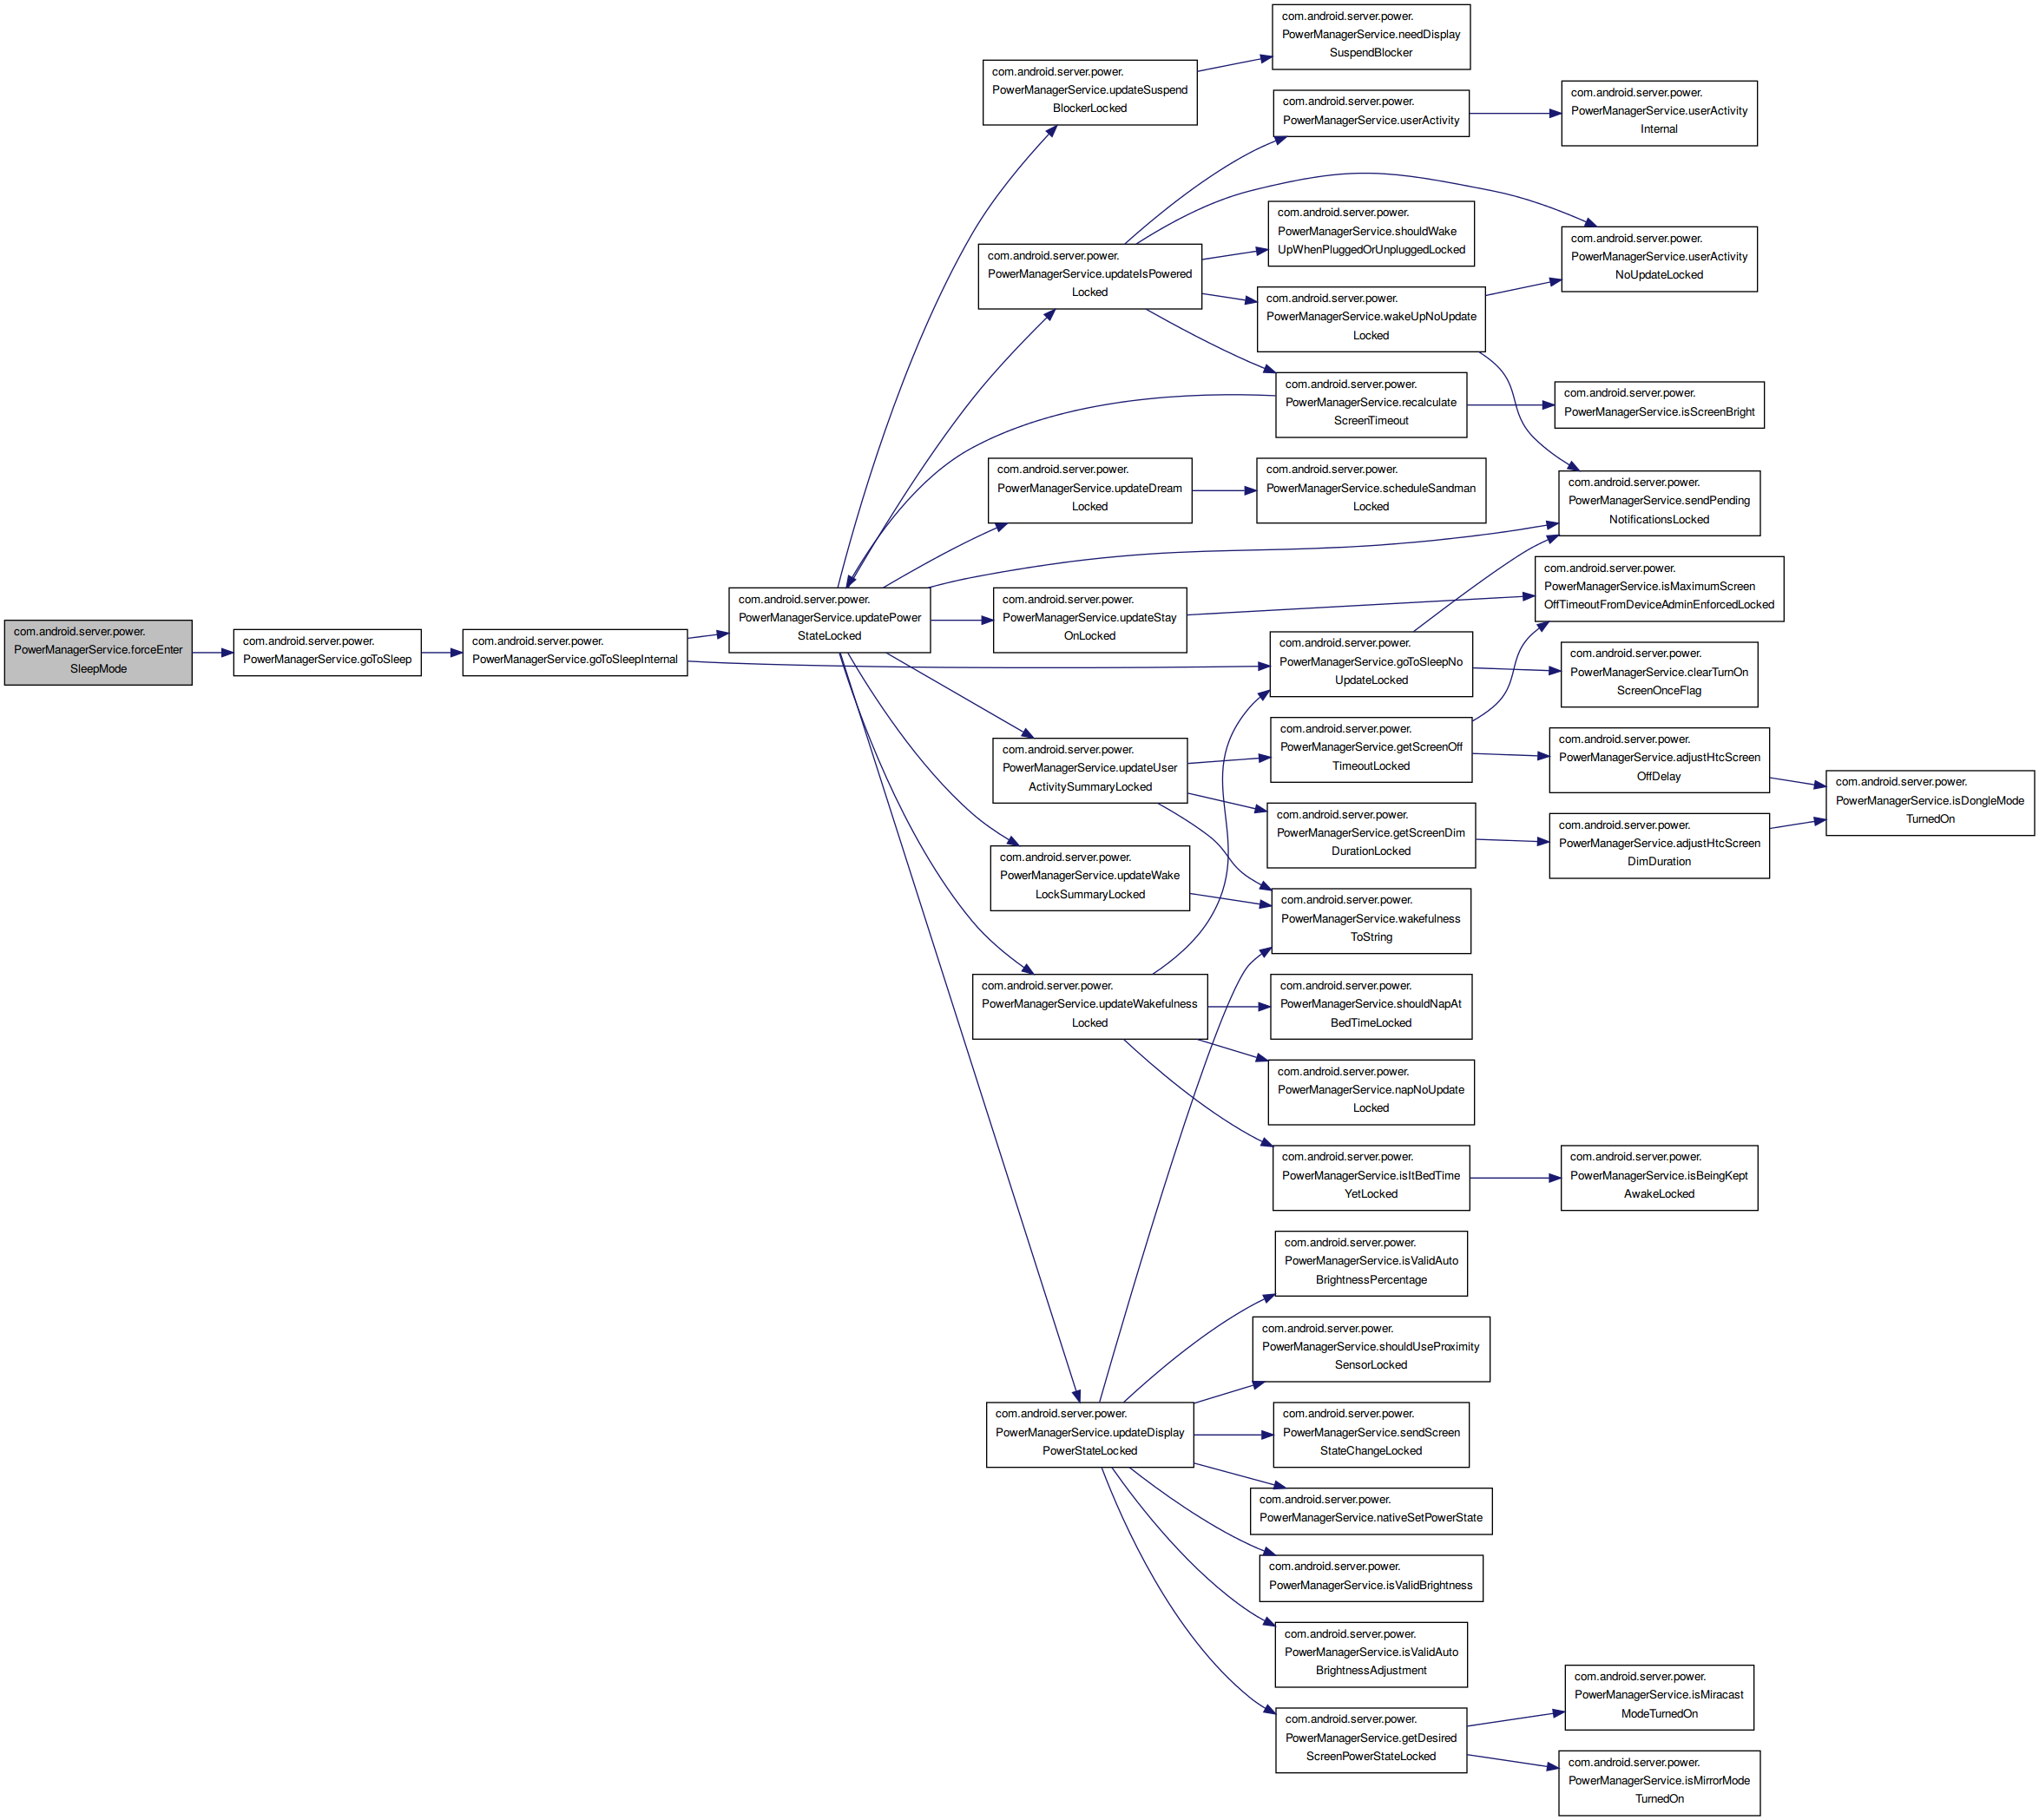 com.android.server.power.
PowerManagerService.forceEnter
SleepMode
com.android.server.power.
PowerManagerService.goToSleep
com.android.server.power.
PowerManagerService.goToSleepInternal
com.android.server.power.
PowerManagerService.updatePower
StateLocked
com.android.server.power.
PowerManagerService.updateSuspend
BlockerLocked
com.android.server.power.
PowerManagerService.updateIsPowered
Locked
com.android.server.power.
PowerManagerService.updateDream
Locked
com.android.server.power.
PowerManagerService.updateStay
OnLocked
com.android.server.power.
PowerManagerService.updateUser
ActivitySummaryLocked
com.android.server.power.
PowerManagerService.updateWake
LockSummaryLocked
com.android.server.power.
PowerManagerService.updateWakefulness
Locked
com.android.server.power.
PowerManagerService.updateDisplay
PowerStateLocked
com.android.server.power.
PowerManagerService.needDisplay
SuspendBlocker
com.android.server.power.
PowerManagerService.userActivity
com.android.server.power.
PowerManagerService.shouldWake
UpWhenPluggedOrUnpluggedLocked
com.android.server.power.
PowerManagerService.wakeUpNoUpdate
Locked
com.android.server.power.
PowerManagerService.recalculate
ScreenTimeout
com.android.server.power.
PowerManagerService.scheduleSandman
Locked
com.android.server.power.
PowerManagerService.goToSleepNo
UpdateLocked
com.android.server.power.
PowerManagerService.getScreenOff
TimeoutLocked
com.android.server.power.
PowerManagerService.getScreenDim
DurationLocked
com.android.server.power.
PowerManagerService.wakefulness
ToString
com.android.server.power.
PowerManagerService.shouldNapAt
BedTimeLocked
com.android.server.power.
PowerManagerService.napNoUpdate
Locked
com.android.server.power.
PowerManagerService.isItBedTime
YetLocked
com.android.server.power.
PowerManagerService.isValidAuto
BrightnessPercentage
com.android.server.power.
PowerManagerService.shouldUseProximity
SensorLocked
com.android.server.power.
PowerManagerService.sendScreen
StateChangeLocked
com.android.server.power.
PowerManagerService.nativeSetPowerState
com.android.server.power.
PowerManagerService.isValidBrightness
com.android.server.power.
PowerManagerService.isValidAuto
BrightnessAdjustment
com.android.server.power.
PowerManagerService.getDesired
ScreenPowerStateLocked
com.android.server.power.
PowerManagerService.userActivity
Internal
com.android.server.power.
PowerManagerService.userActivity
NoUpdateLocked
com.android.server.power.
PowerManagerService.isScreenBright
com.android.server.power.
PowerManagerService.sendPending
NotificationsLocked
com.android.server.power.
PowerManagerService.isMaximumScreen
OffTimeoutFromDeviceAdminEnforcedLocked
com.android.server.power.
PowerManagerService.clearTurnOn
ScreenOnceFlag
com.android.server.power.
PowerManagerService.adjustHtcScreen
OffDelay
com.android.server.power.
PowerManagerService.adjustHtcScreen
DimDuration
com.android.server.power.
PowerManagerService.isBeingKept
AwakeLocked
com.android.server.power.
PowerManagerService.isMiracast
ModeTurnedOn
com.android.server.power.
PowerManagerService.isMirrorMode
TurnedOn
com.android.server.power.
PowerManagerService.isDongleMode
TurnedOn